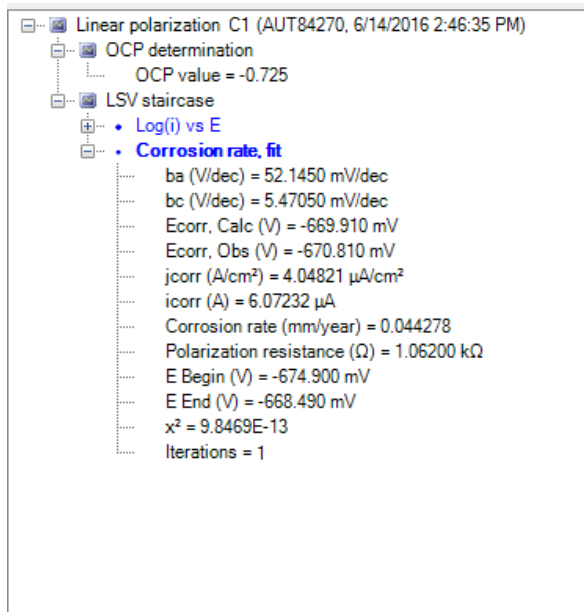 Linear polarization C1 (AUT84270, 6/14/2016 2:46:35 PM)
OCP determination
OCP value = -0.725
LSV staircase
Log(i) vs E
Corrosion rate, fit
ba (V/dec) = 52.1450 mV/dec
bc (V/dec) = 5.47050 mV/dec
Ecorr, Calc (V) = -669.910 mV
Ecorr, Obs (V) = -670.810 mV
jcorr (A/cm²) = 4.04821 µA/cm²
icorr (A) = 6.07232 µA
Corrosion rate (mm/year) = 0.044278
Polarization resistance (Ω) = 1.06200 kΩ
E Begin (V) = -674.900 mV
E End (V) = -668.490 mV
x² = 9.8469E-13
Iterations = 1